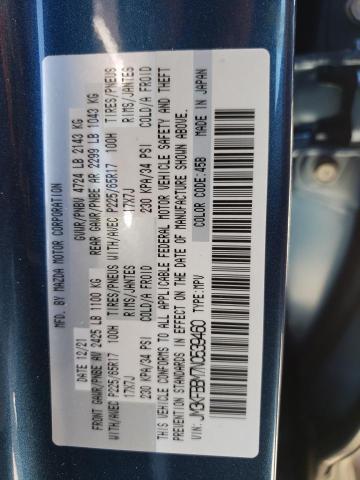 MFD. BY MAZDA MOTOR CORPORATION
DATE 12/21 GVWR/PNBV 4724 LB 2143 KG
FRONT GAWR/PNBE AV 2425 LB 1100 KG REAR GAWR/PNBE AR 2299 LB 1043 KG
WITH/AVEC P225/65R17 100H TIRES/PNEUS WITH/AVEC P225/65R17 100H TIRES/PNEUS
17X7J RIMS/JANTES 17X7J RIMS/JANTES
230 KPA/34 PSI COLD/A FROID 230 KPA/34 PSI COLD/A FROID
THIS VEHICLE CONFORMS TO ALL APPLICABLE FEDERAL MOTOR VEHICLE SAFETY AND THEFT
PREVENTION STANDARDS IN EFFECT ON THE DATE OF MANUFACTURE SHOWN ABOVE.
JM3KFBBM7N0539460 TYPE:MPV COLOR CODE:45B MADE IN JAPAN